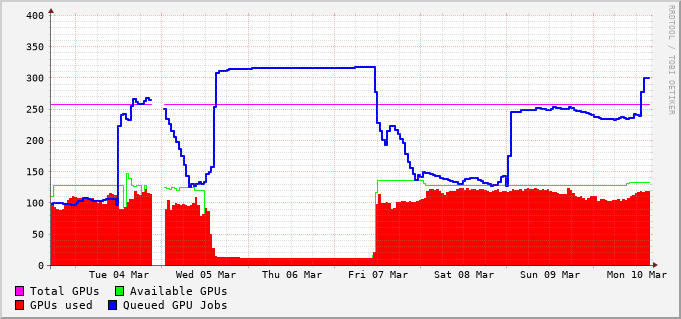 400
350
300
250
200
150
100
50
0
Tue 04 Mar Wed 05 Mar Thu 06 Mar Fri 07 Mar Sat 08 Mar Sun 09 Mar Mon 10 Mar
Total GPUs Available GPUs
GPUs used Queued GPU Jobs
RRDTOOL / TOBI OETIKER